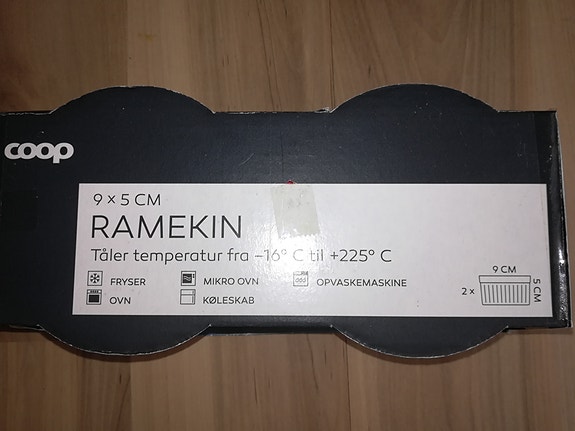 coop
9 × 5 CM
RAMEKIN
Tåler temperatur fra –16° C til +225° C
FRYSER
MIKRO OVN
OPVASKEMASKINE
OVN
KØLESKAB
9 CM
2 x
5 CM